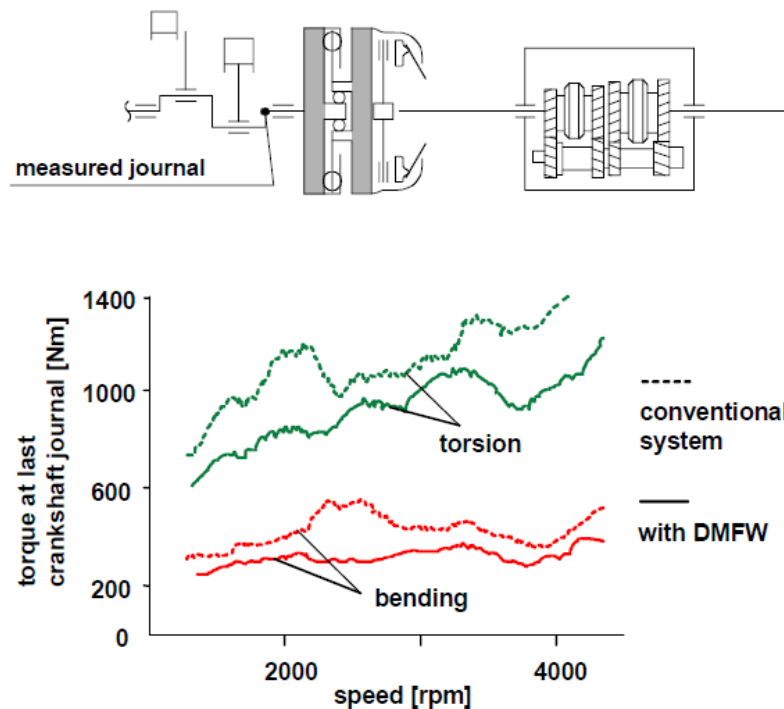 measured journal
torque at last
crankshaft journal [Nm]
1400
1000
600
200
0
torsion
bending
2000
4000
speed [rpm]
conventional
system
with DMFW